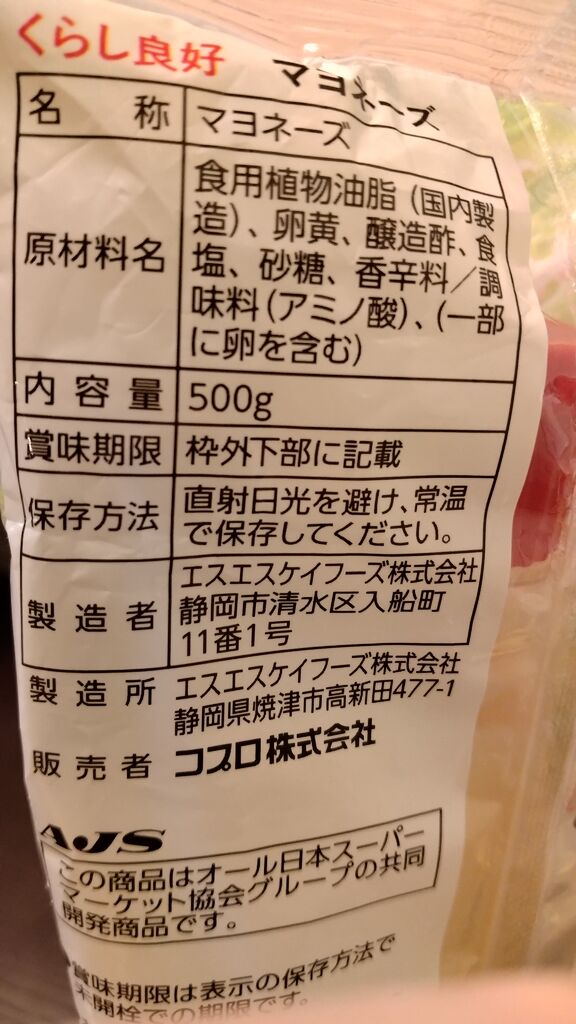 くらし良好 マヨネーズ
名称 マヨネーズ
原材料名 食用植物油脂(国内製
造)、卵黄、醸造酢、食
塩、砂糖、香辛料/調
味料(アミノ酸)、(一部
に卵を含む)
内容量 500g
賞味期限 枠外下部に記載
保存方法 直射日光を避け、常温
で保存してください。
製造者 エスエスケイフーズ株式会社
静岡市清水区入船町
11番1号
製造所 エスエスケイフーズ株式会社
静岡県焼津市高新田477-1
販売者 コプロ株式会社
AJS
この商品はオール日本スーパー
マーケット協会グループの共同
開発商品です。
賞味期限は表示の保存方法で
未開栓での期限です。